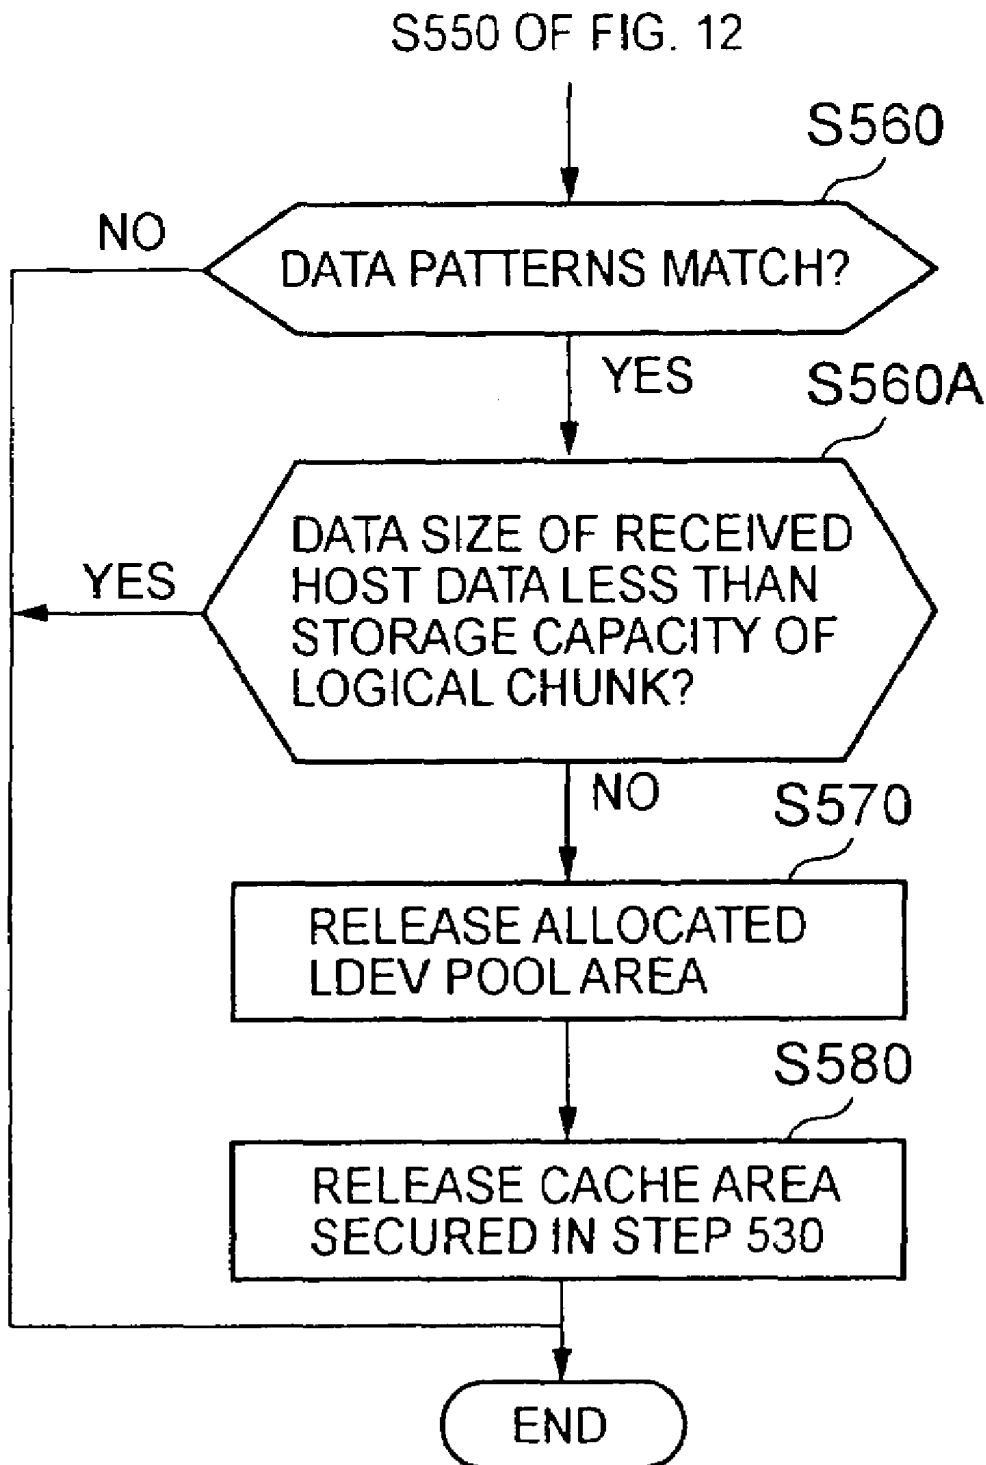 S550 OF FIG. 12
S560
NO
DATA PATTERNS MATCH?
YES
S560A
DATA SIZE OF RECEIVED
HOST DATA LESS THAN
STORAGE CAPACITY OF
LOGICAL CHUNK?
YES
NO
S570
RELEASE ALLOCATED
LDEV POOL AREA
S580
RELEASE CACHE AREA
SECURED IN STEP 530
END